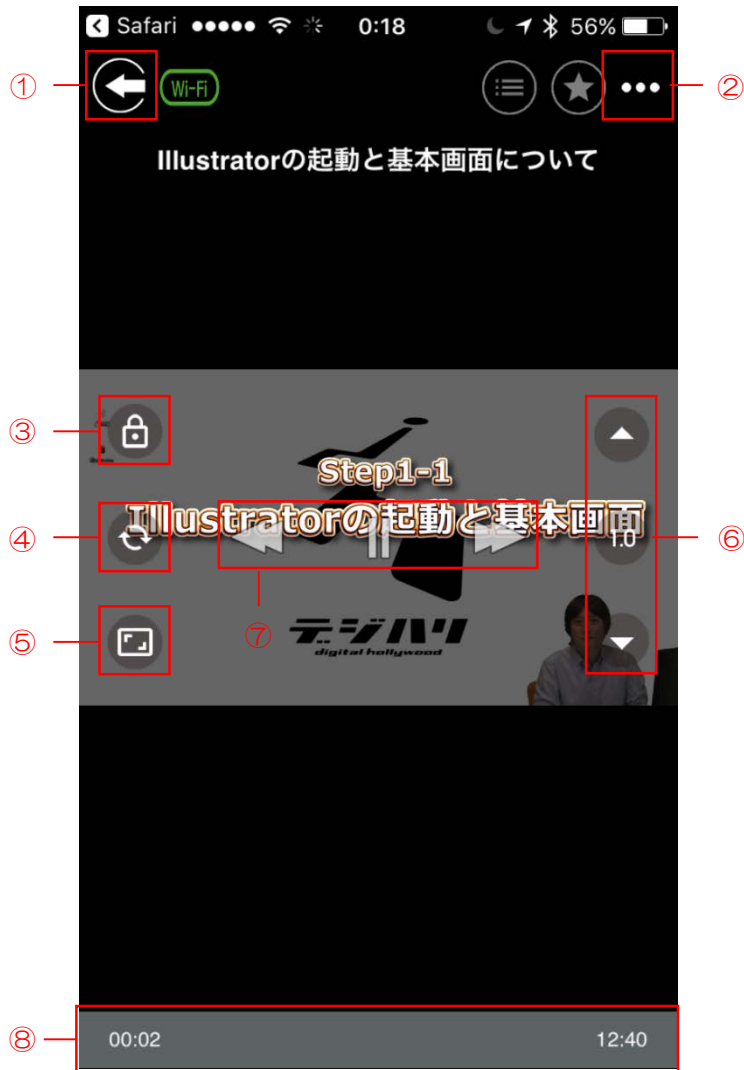 Safari 0:18 56%
① Wi-Fi ②
Illustratorの起動と基本画面について
③
Step1-1
Illustratorの起動と基本画面
④ 1.0 ⑥
⑦
⑤
デジハリ
digital hollywood
⑧ 00:02 12:40